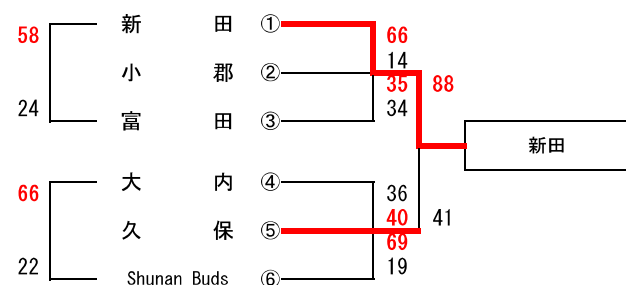 58 新田 ① 66
小郡 ② 14
35 88
24 富田 ③ 34
新田
66 大内 ④ 36
久保 ⑤ 40 41
69
22 Shunan Buds ⑥ 19